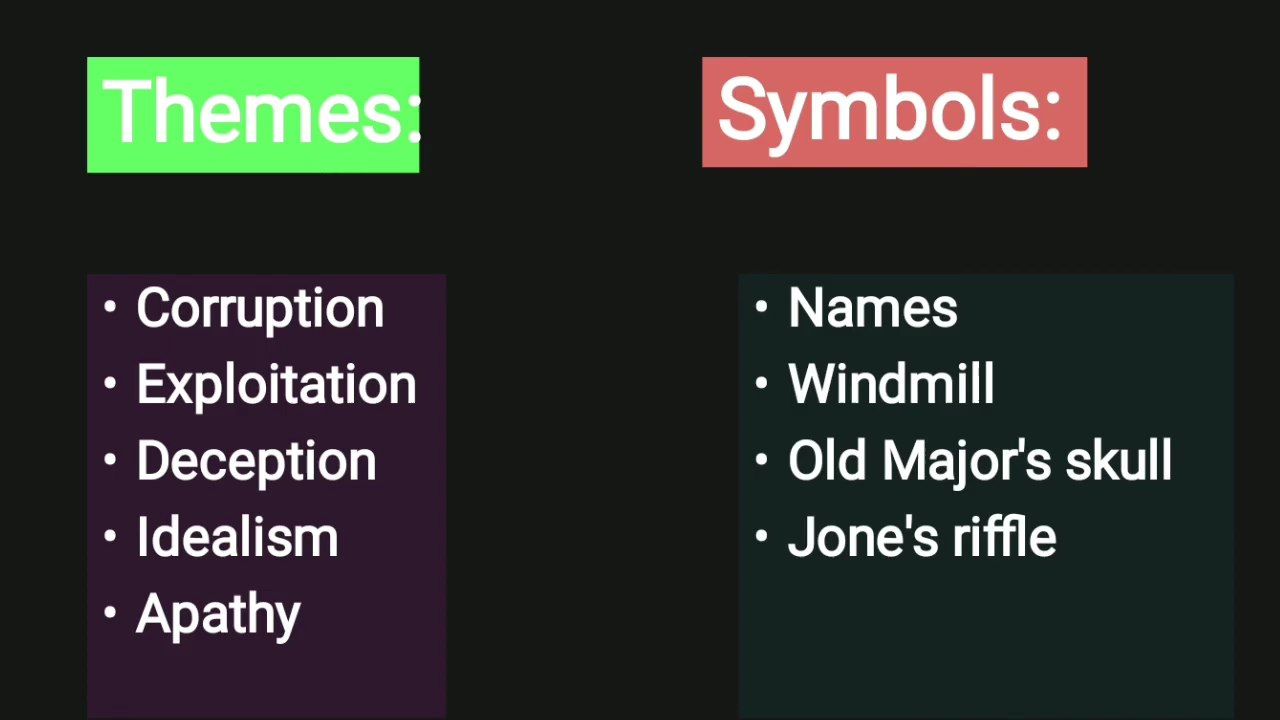 Themes:
Symbols:
• Corruption
• Exploitation
• Deception
• Idealism
• Apathy
• Names
• Windmill
• Old Major's skull
• Jone's riffle